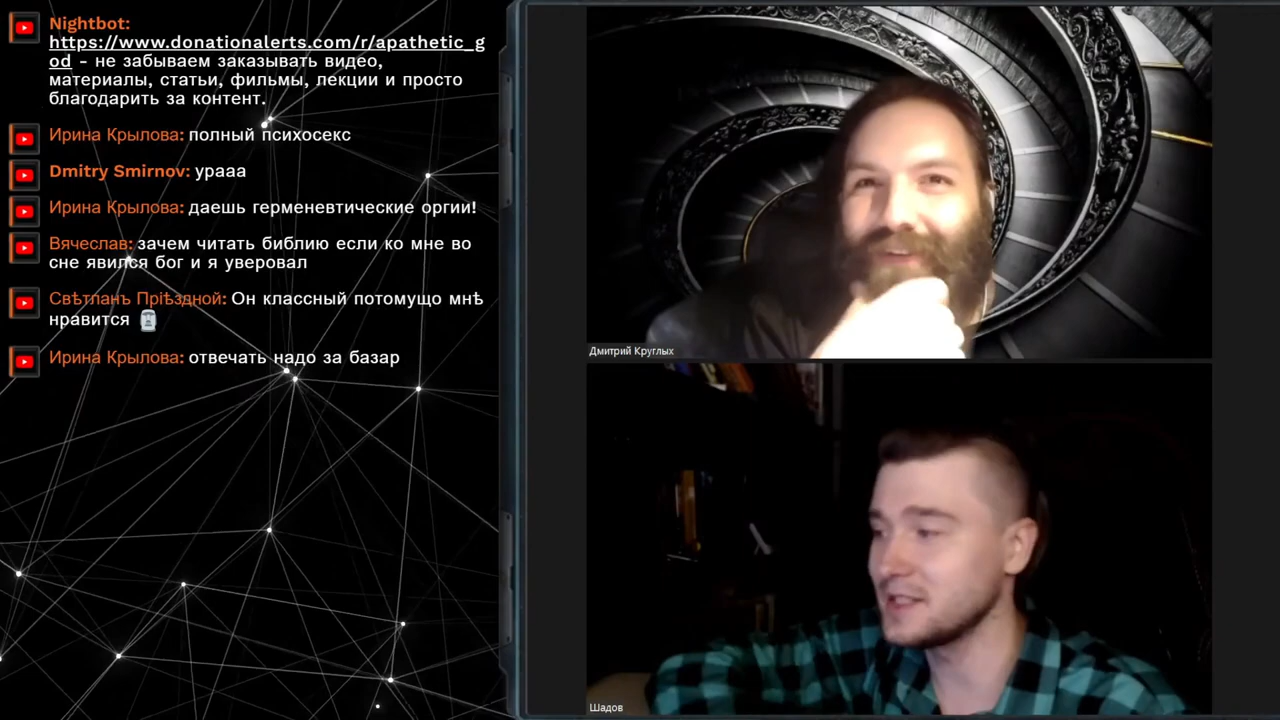 Nightbot:
https://www.donationalerts.com/r/apathetic_g
od - не забываем заказывать видео,
материалы, статьи, фильмы, лекции и просто
благодарить за контент.
Ирина Крылова: полный психосекс
Dmitry Smirnov: урааа
Ирина Крылова: даешь герменевтические оргии!
Вячеслав: зачем читать библию если ко мне во
сне явился бог и я уверовал
Свѣтланъ Прiѣздной: Он классный потомущо мнѣ
нравится
Ирина Крылова: отвечать надо за базар
Дмитрий Круглых
Шадов